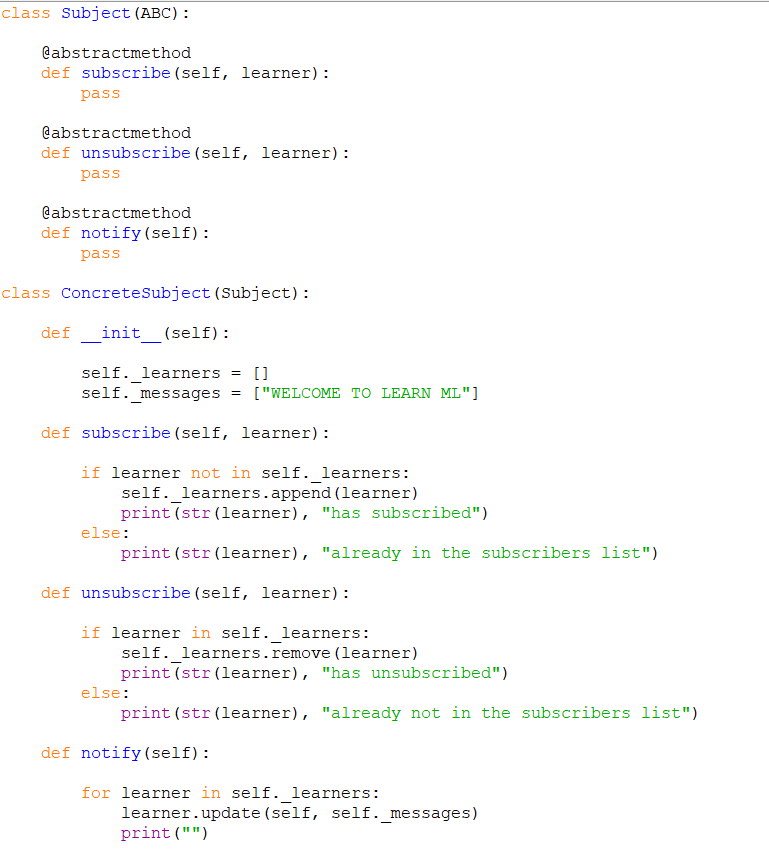 class Subject(ABC):
    @abstractmethod
    def subscribe(self, learner):
        pass
    @abstractmethod
    def unsubscribe(self, learner):
        pass
    @abstractmethod
    def notify(self):
        pass
class ConcreteSubject(Subject):
    def __init__(self):
        self._learners = []
        self._messages = ["WELCOME TO LEARN ML"]
    def subscribe(self, learner):
        if learner not in self._learners:
            self._learners.append(learner)
            print(str(learner), "has subscribed")
        else:
            print(str(learner), "already in the subscribers list")
    def unsubscribe(self, learner):
        if learner in self._learners:
            self._learners.remove(learner)
            print(str(learner), "has unsubscribed")
        else:
            print(str(learner), "already not in the subscribers list")
    def notify(self):
        for learner in self._learners:
            learner.update(self, self._messages)
            print("")